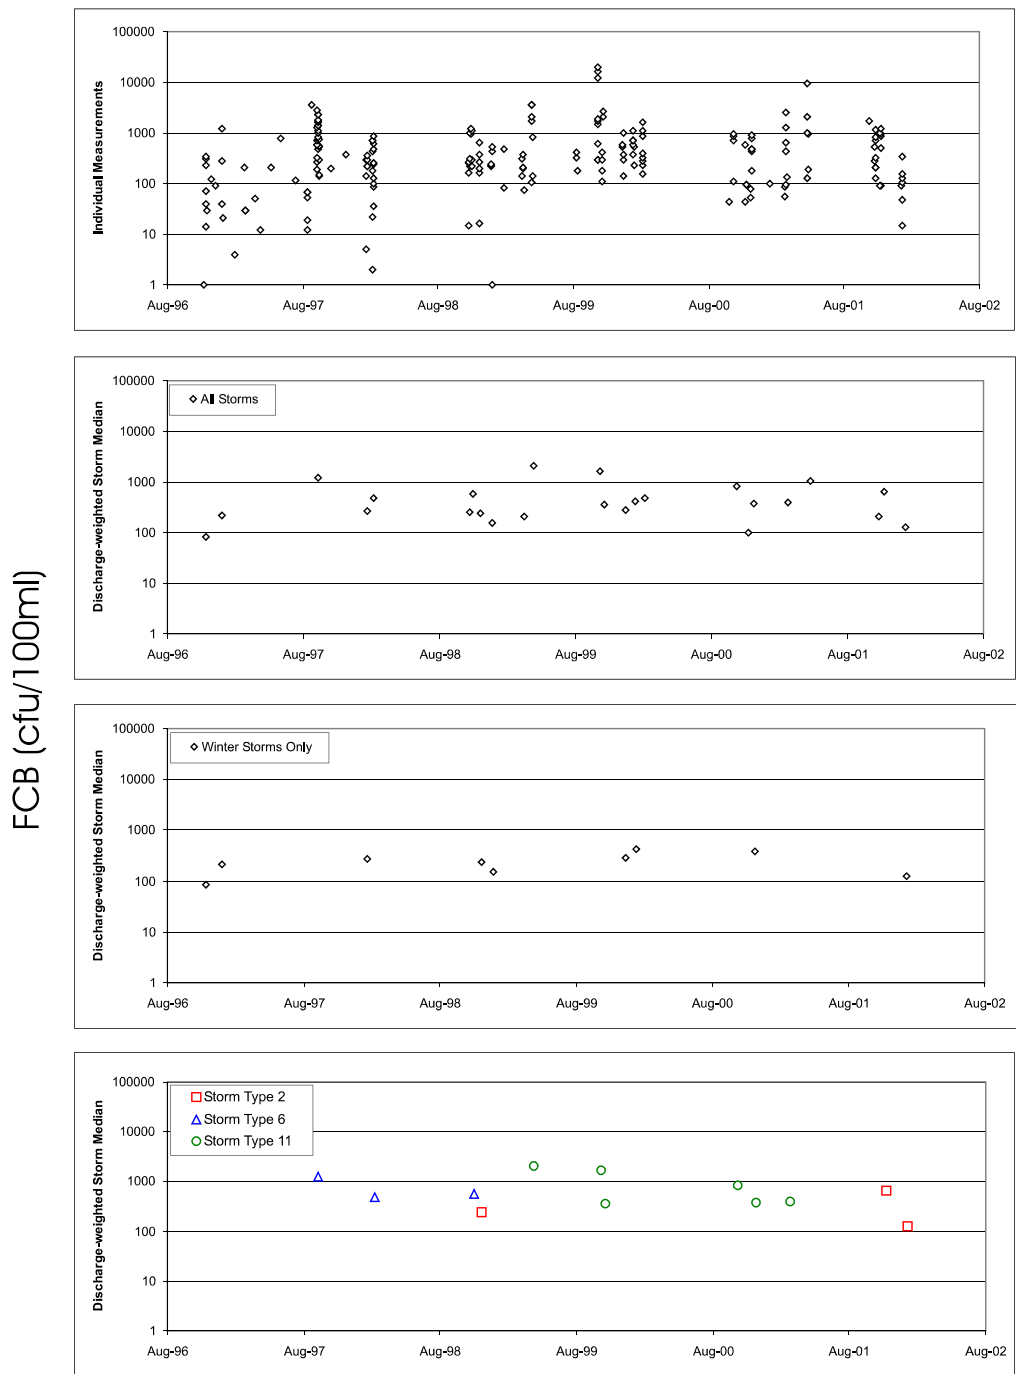 FCB (cfu/100ml)
Individual Measurements
100000
10000
1000
100
10
1
Aug-96 Aug-97 Aug-98 Aug-99 Aug-00 Aug-01 Aug-02
Discharge-weighted Storm Median
All Storms
100000
10000
1000
100
10
1
Aug-96 Aug-97 Aug-98 Aug-99 Aug-00 Aug-01 Aug-02
Discharge-weighted Storm Median
Winter Storms Only
100000
10000
1000
100
10
1
Aug-96 Aug-97 Aug-98 Aug-99 Aug-00 Aug-01 Aug-02
Discharge-weighted Storm Median
Storm Type 2
Storm Type 6
Storm Type 11
100000
10000
1000
100
10
1
Aug-96 Aug-97 Aug-98 Aug-99 Aug-00 Aug-01 Aug-02